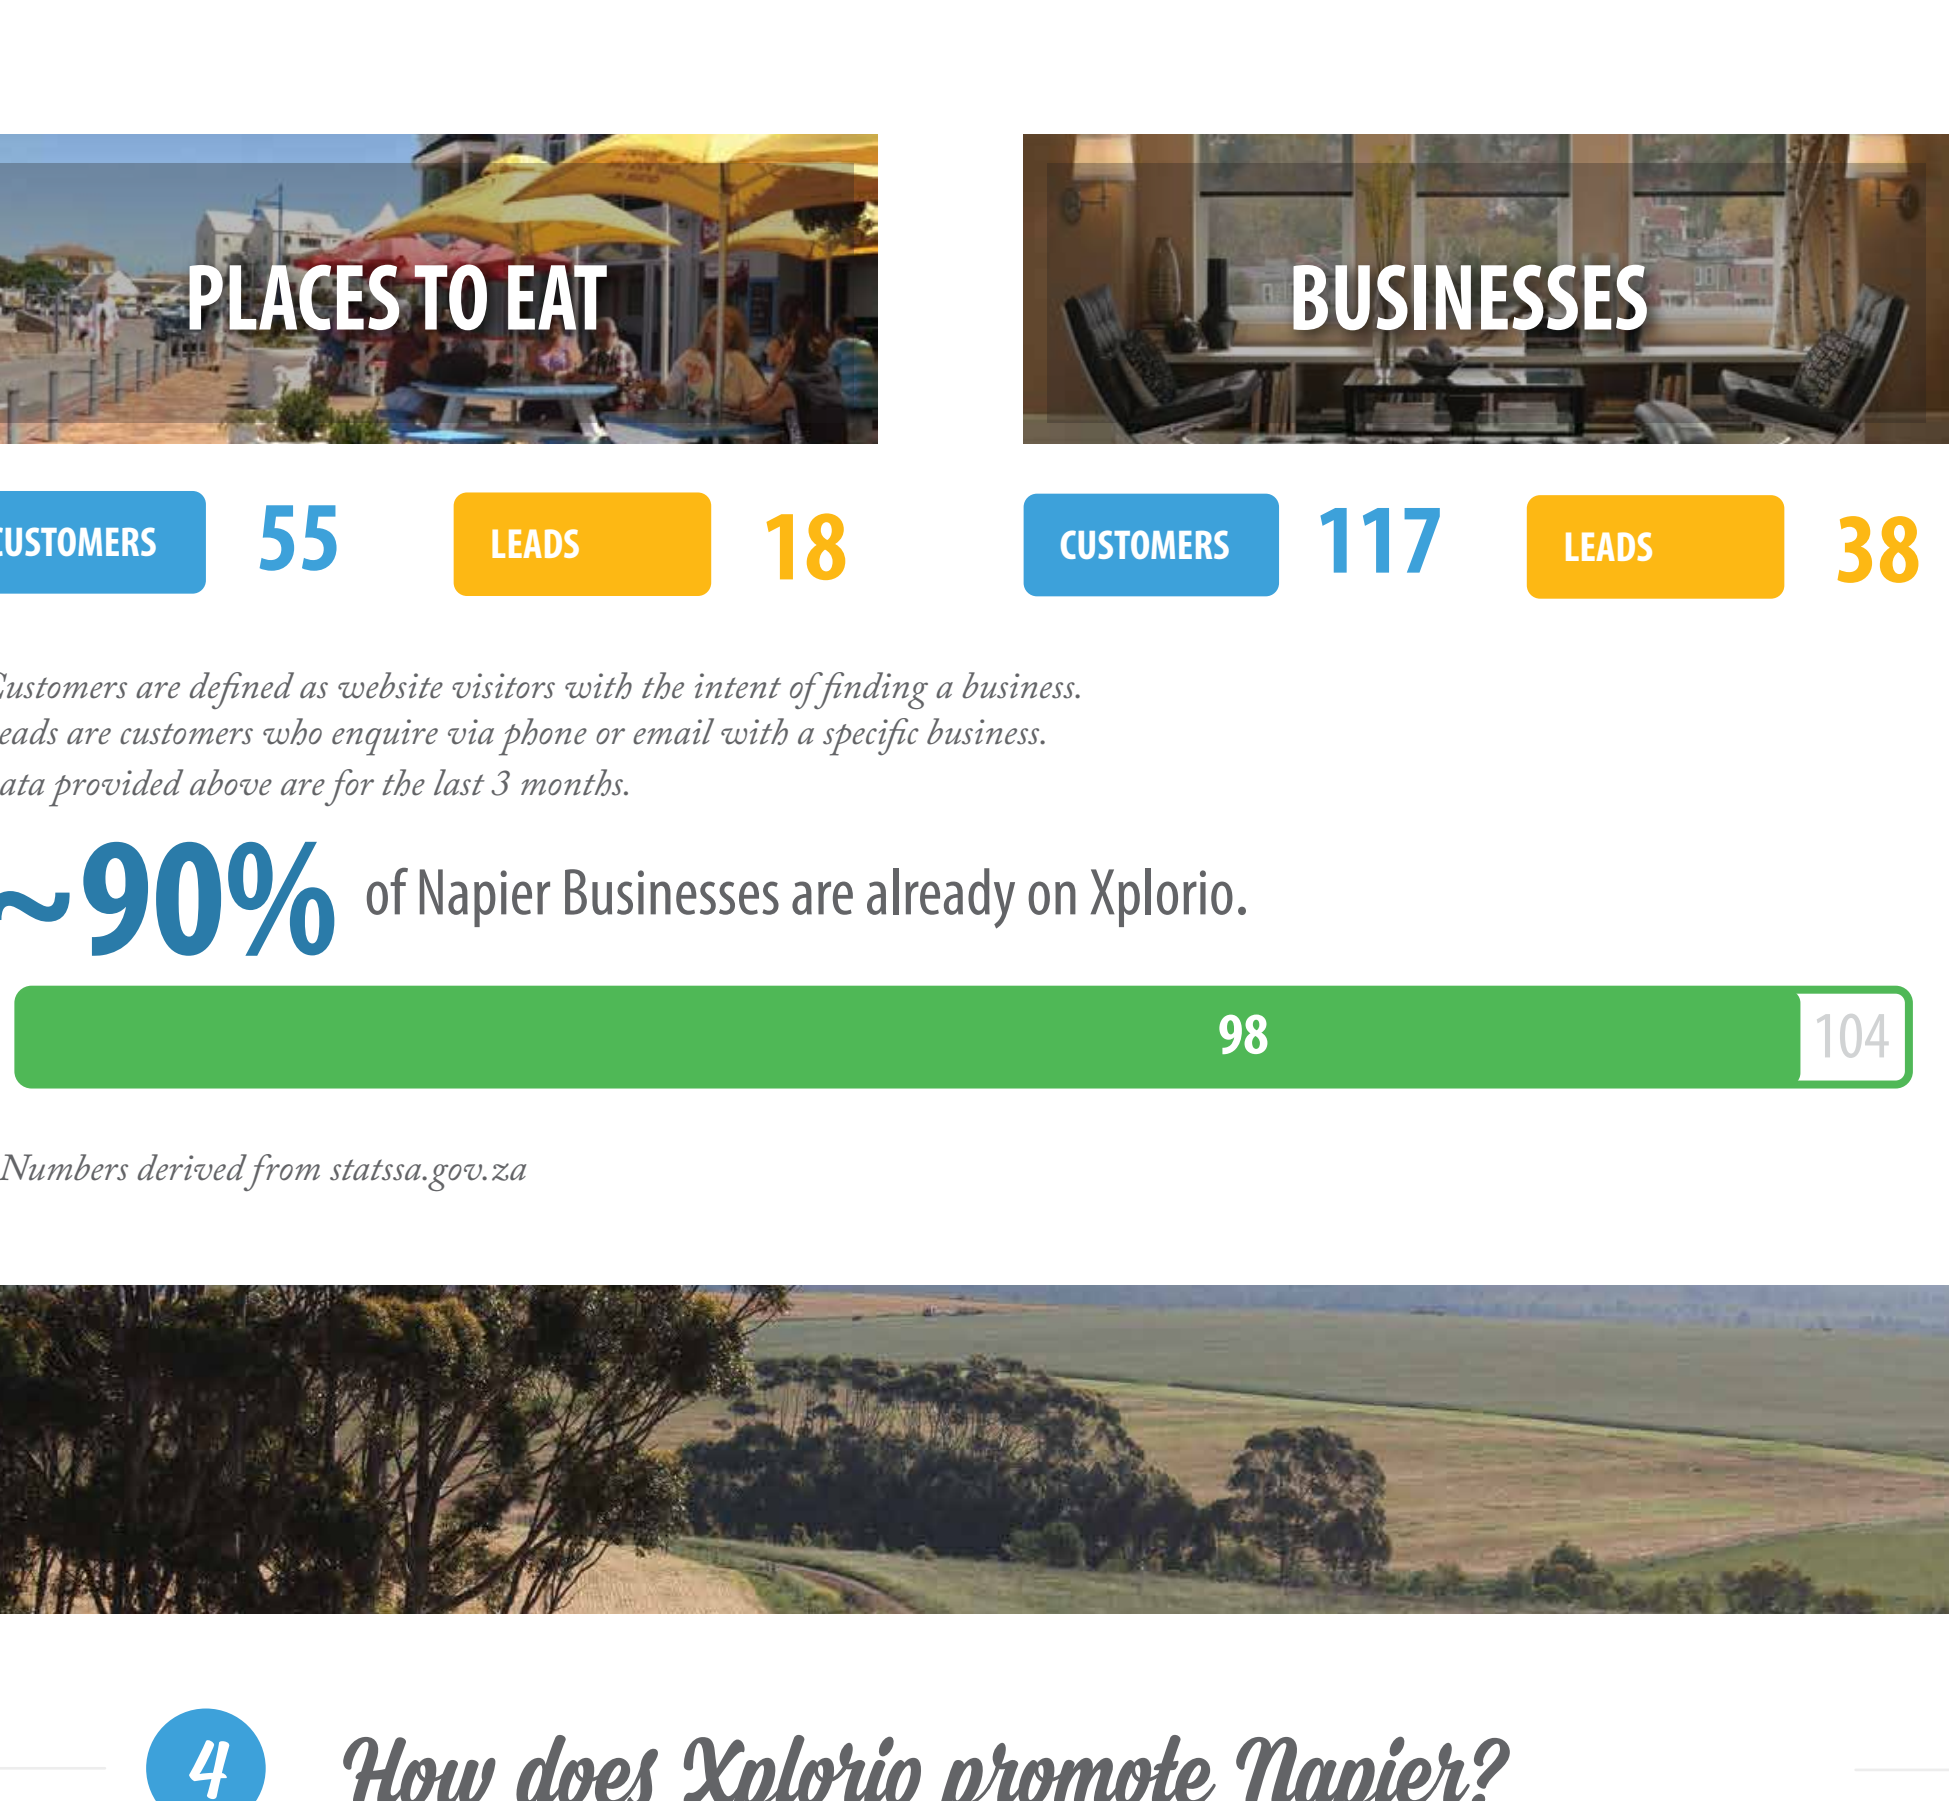 PLACES TO EAT
BUSINESSES
CUSTOMERS 55 LEADS 18
CUSTOMERS 117 LEADS 38
Customers are defined as website visitors with the intent of finding a business.
eads are customers who enquire via phone or email with a specific business.
ata provided above are for the last 3 months.
~90% of Napier Businesses are already on Xplorio.
98 104
Numbers derived from statssa.gov.za
4 How does Xplorio promote Napier?